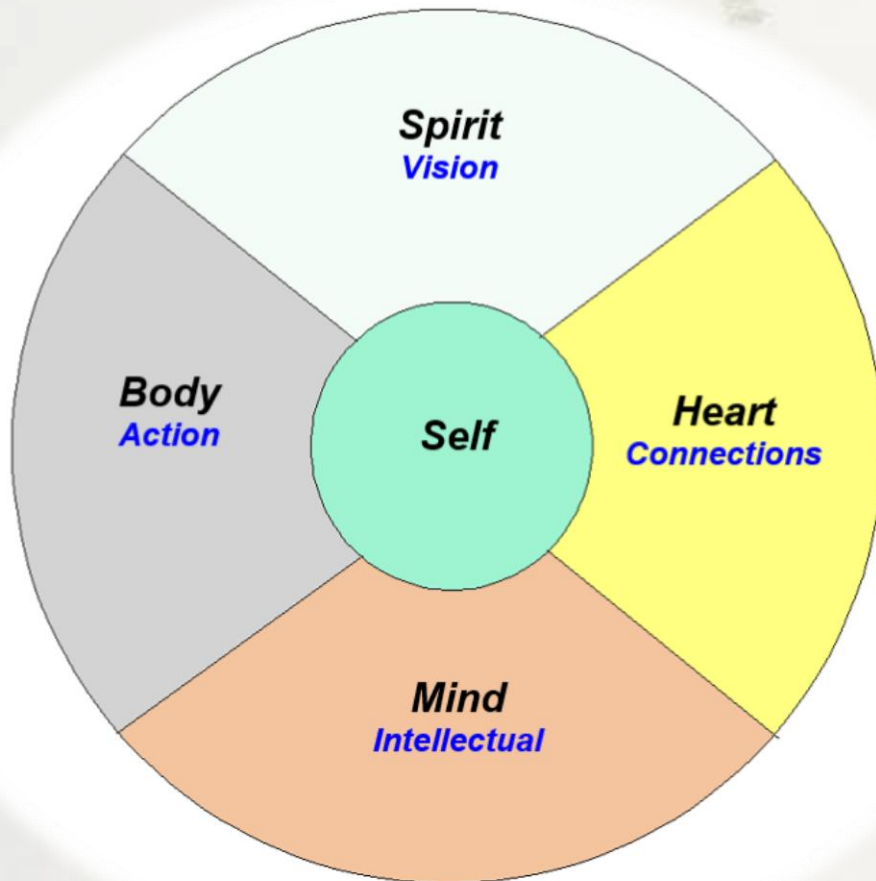 Spirit
Vision
Body
Action
Self
Heart
Connections
Mind
Intellectual